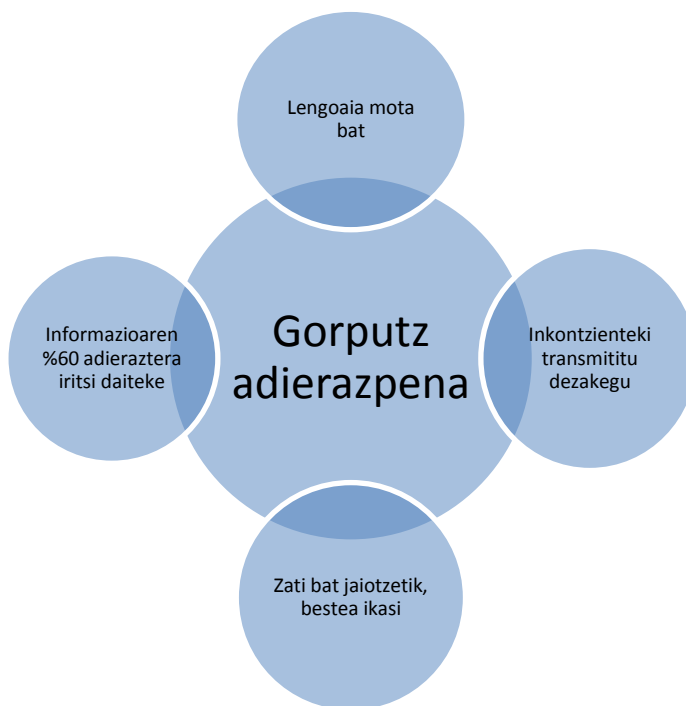 Lengoaia mota
bat
Informazioaren
%60 adieraztera
iritsi daiteke
Gorputz
adierazpena
Inkontzienteki
transmititu
dezakegu
Zati bat jaiotzetik,
bestea ikasi